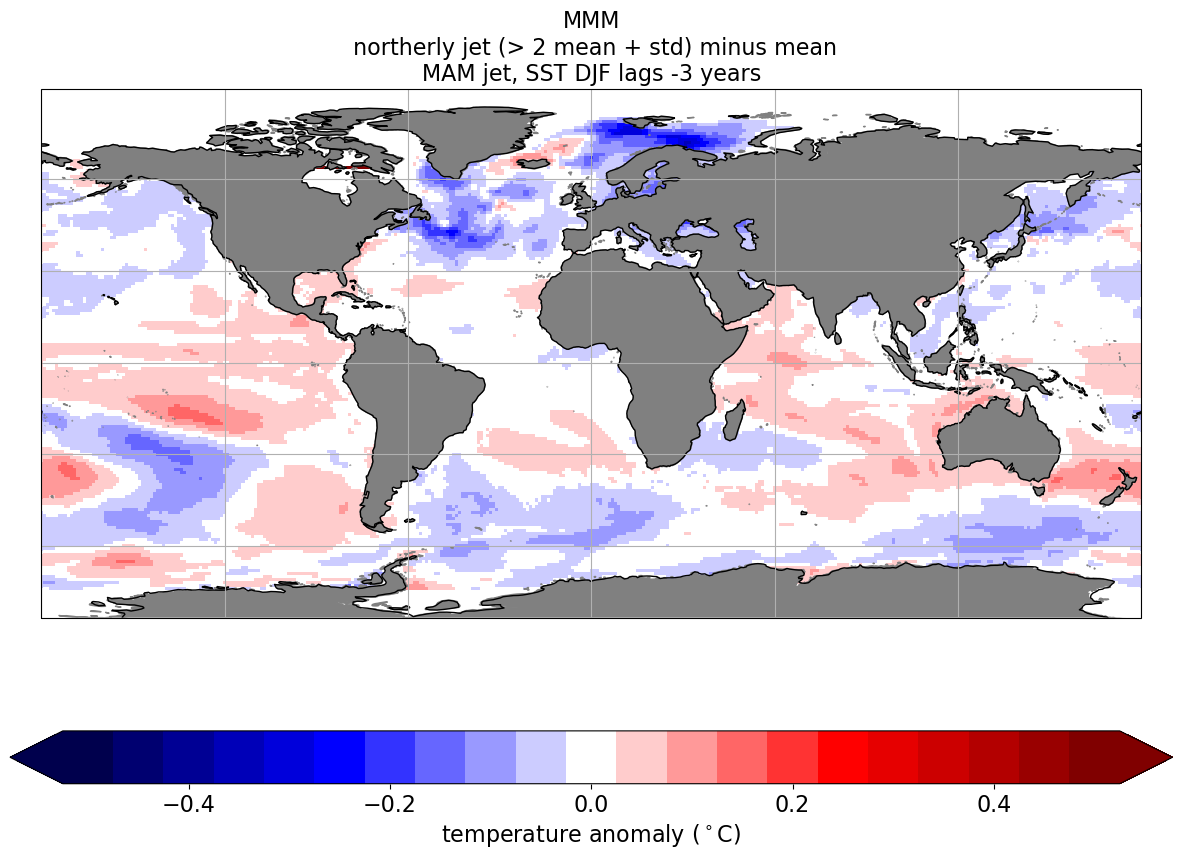 MMM
northerly jet (> 2 mean + std) minus mean
MAM jet, SST DJF lags -3 years
−0.4 −0.2 0.0 0.2 0.4
temperature anomaly (°C)